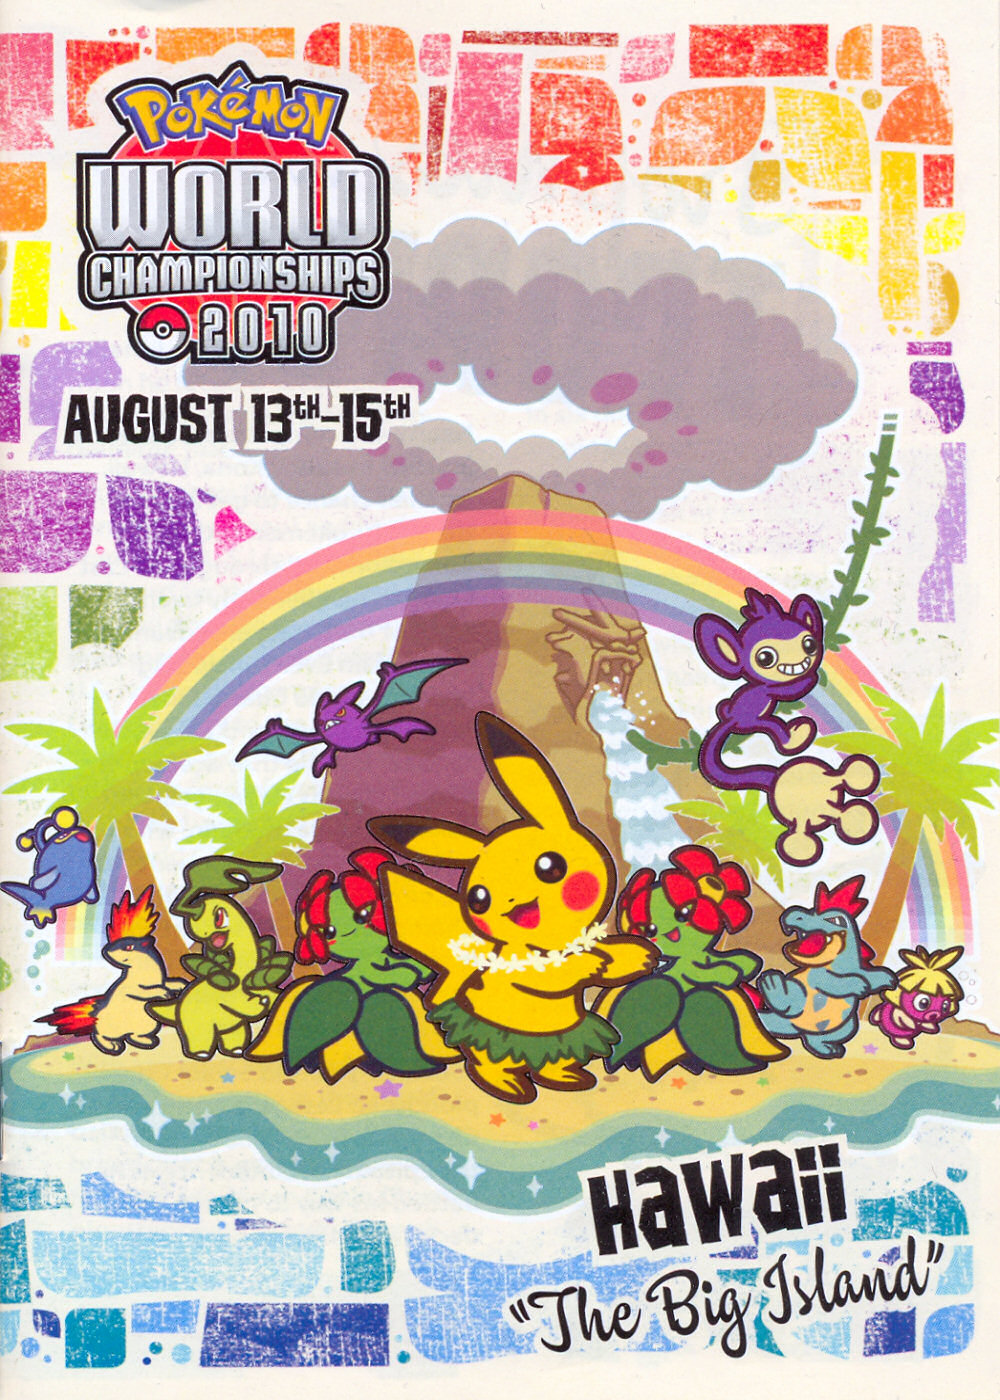 POKéMON
WORLD
CHAMPIONSHIPS
2010
AUGUST 13th-15th
HAWAii
"The Big Island"